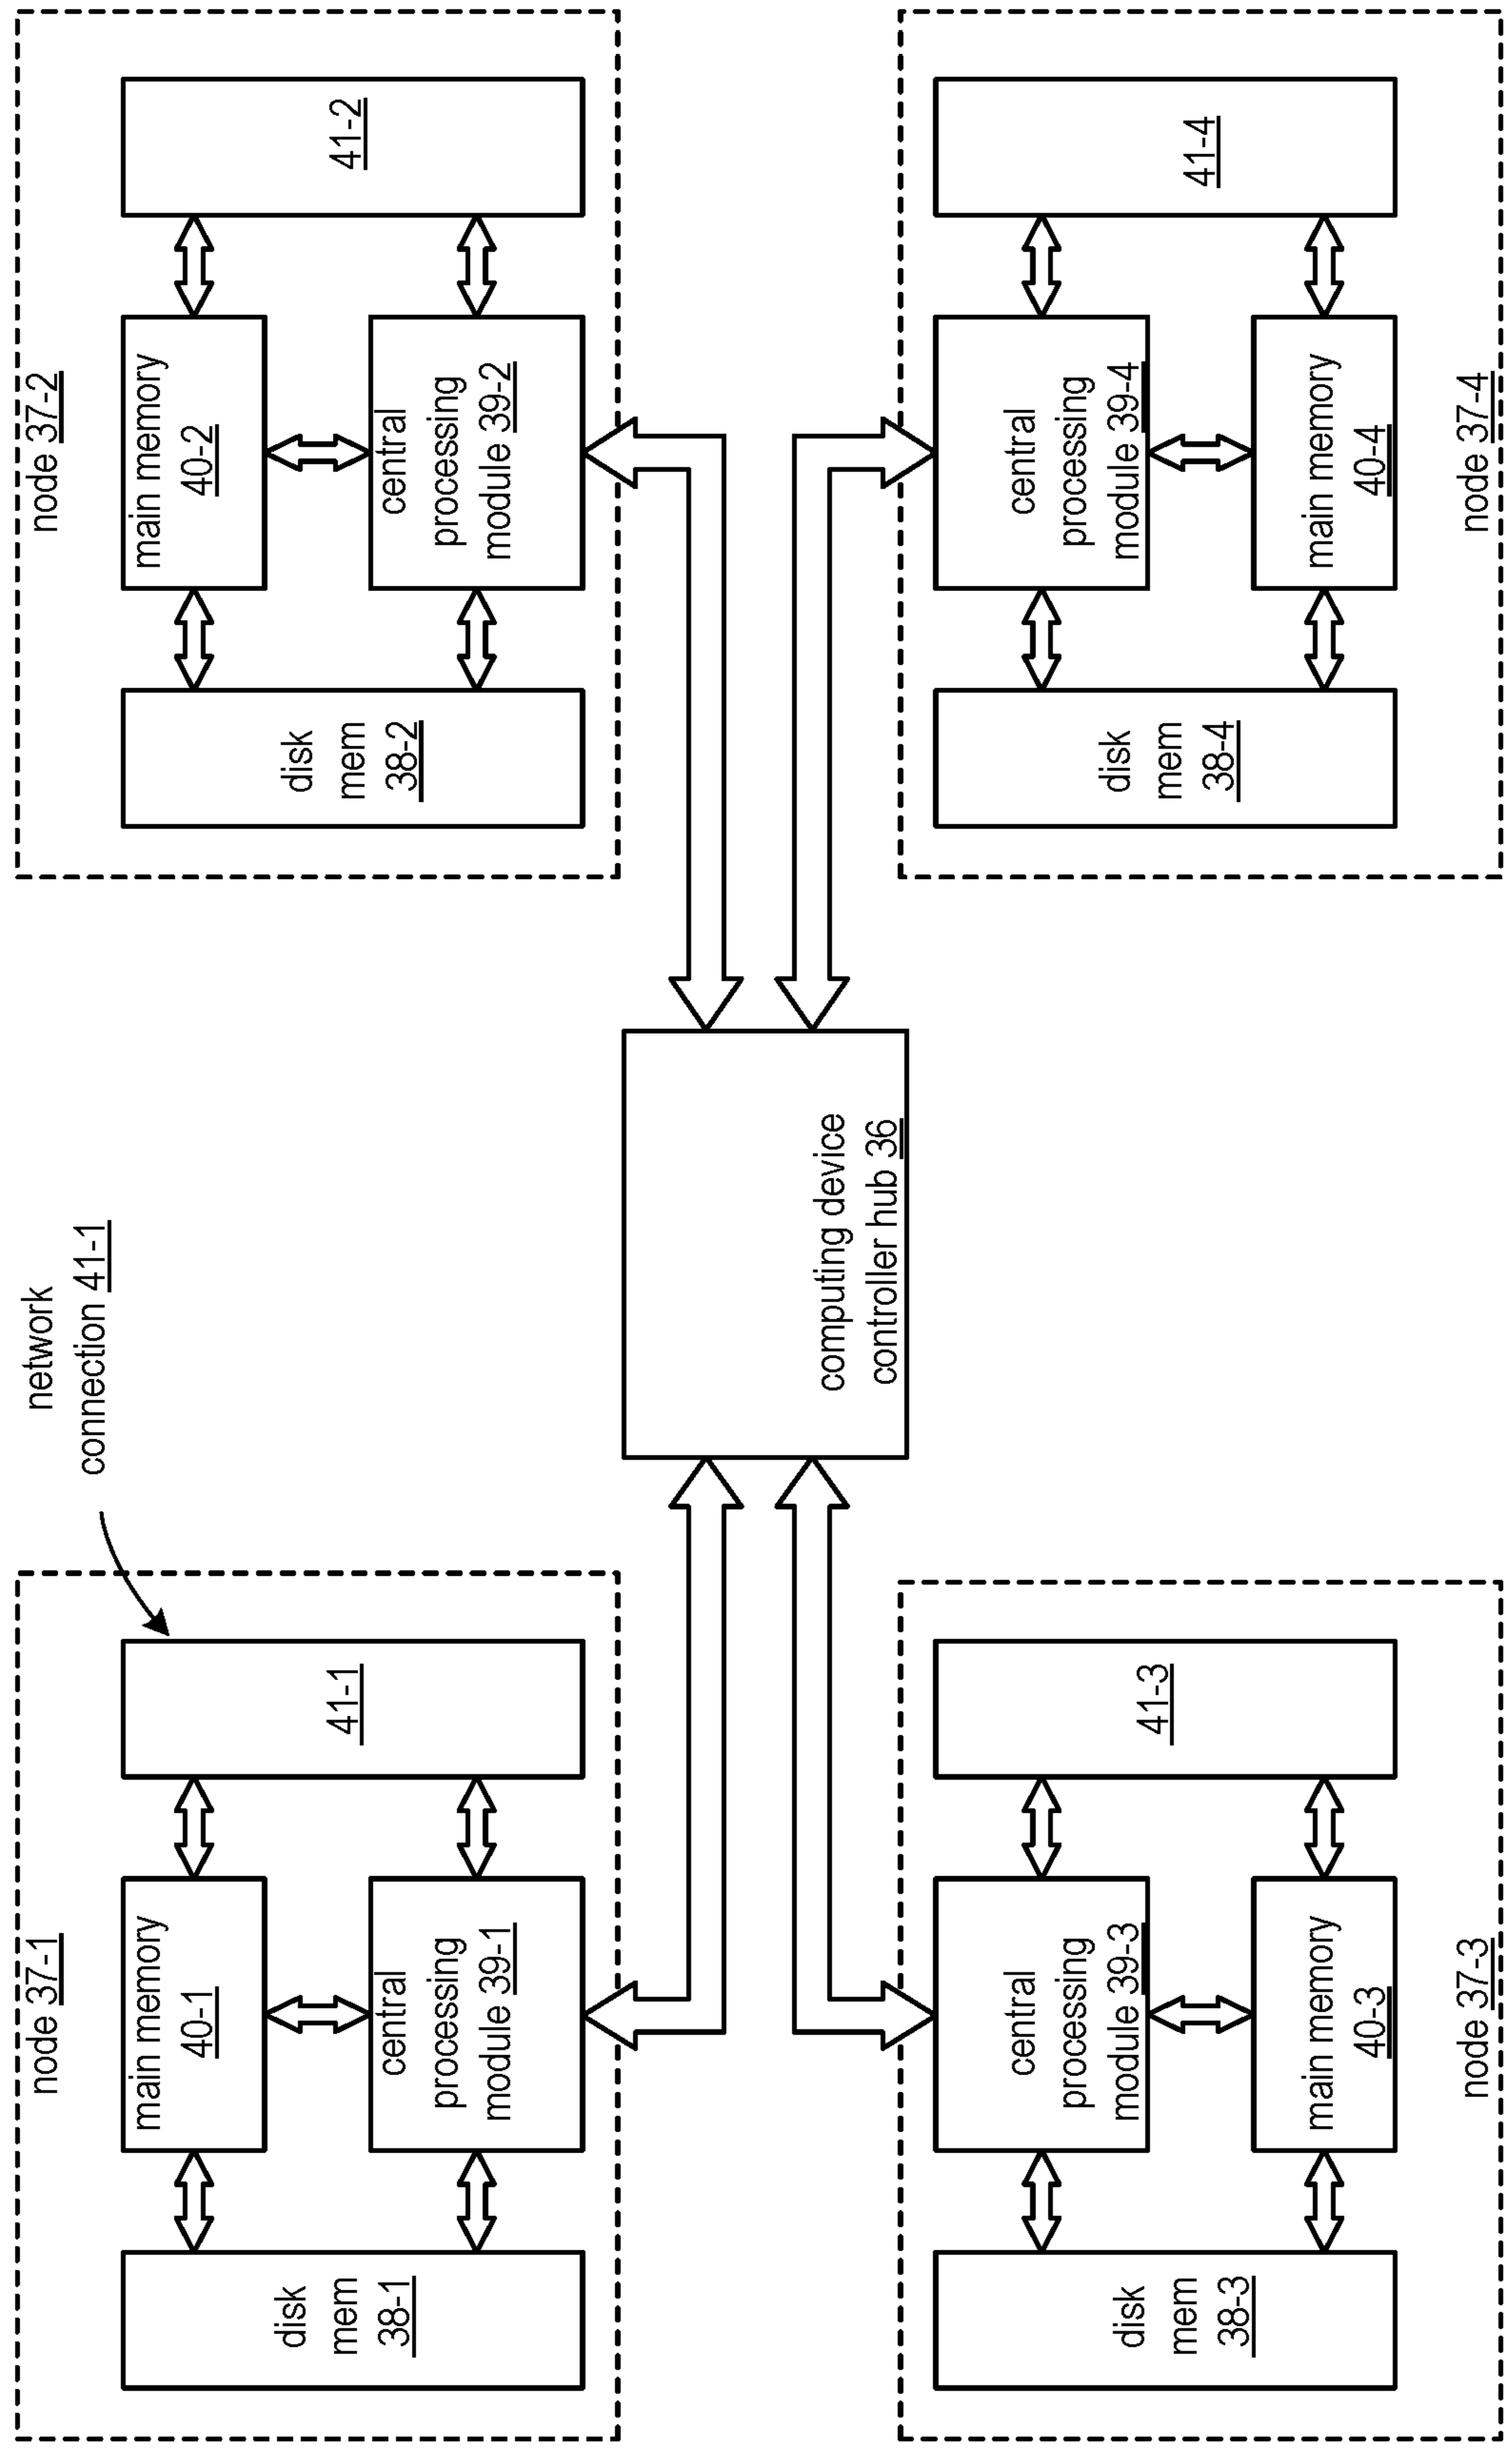 node 37-1
network
connection 41-1
node 37-2
disk
mem
38-1
main memory
40-1
central
processing
module 39-1
41-1
disk
mem
38-2
main memory
40-2
central
processing
module 39-2
41-2
computing device
controller hub 36
disk
mem
38-3
central
processing
module 39-3
main memory
40-3
41-3
disk
mem
38-4
central
processing
module 39-4
main memory
40-4
41-4
node 37-3
node 37-4